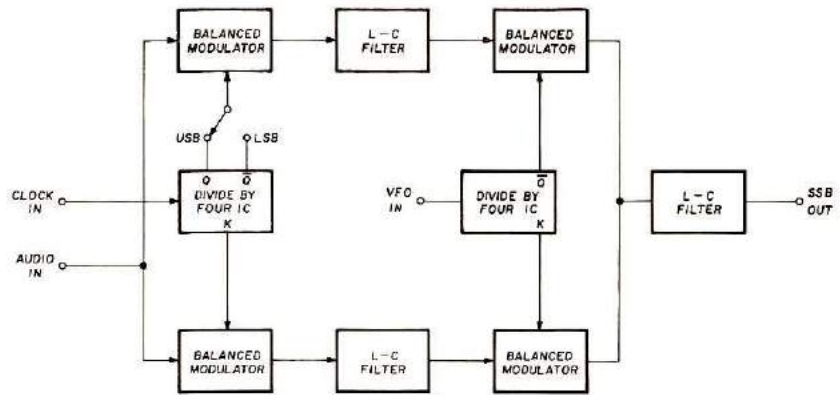 BALANCED
MODULATOR
L-C
FILTER
BALANCED
MODULATOR
USB
LSB
Q
Q̅
DIVIDE BY
FOUR IC
K
CLOCK
IN
VFO
IN
Q̅
DIVIDE BY
FOUR IC
K
L-C
FILTER
SSB
OUT
AUDIO
IN
BALANCED
MODULATOR
L-C
FILTER
BALANCED
MODULATOR